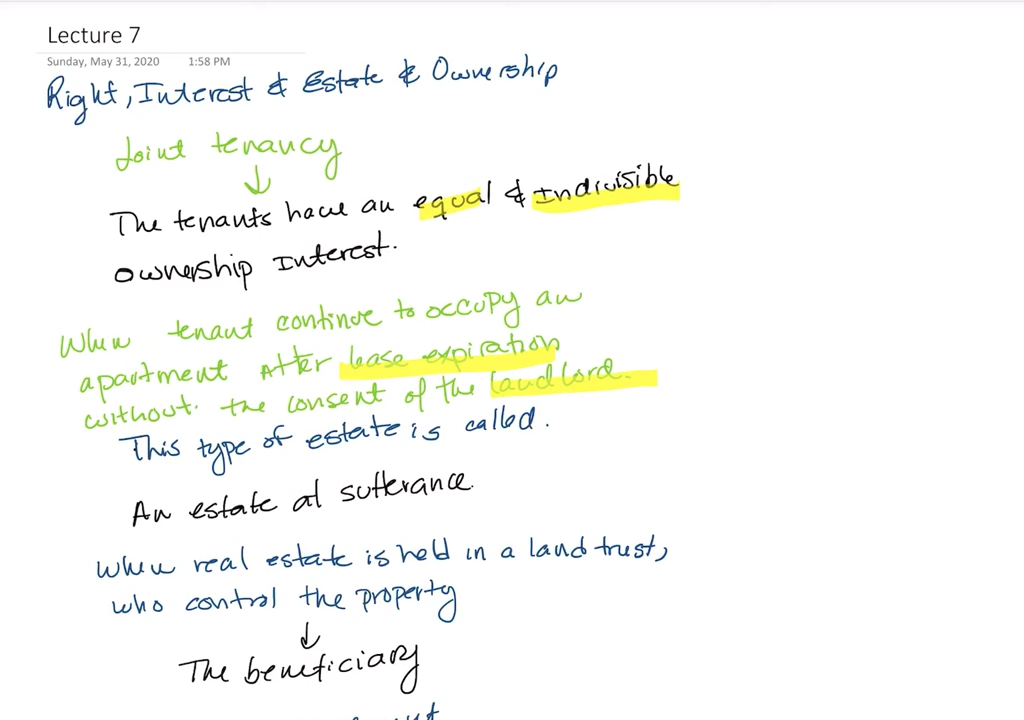 Lecture 7
Sunday, May 31, 2020 1:58 PM
Right, Interest & Estate & Ownership
Joint tenancy
↓
The tenants have an equal & Indivisible
ownership Interest.
When tenant continue to occupy an
apartment After lease expiration
without. the consent of the landlord.
This type of estate is called.
An estate at sufferance.
When real estate is held in a land trust,
who control the property
↓
The beneficiary